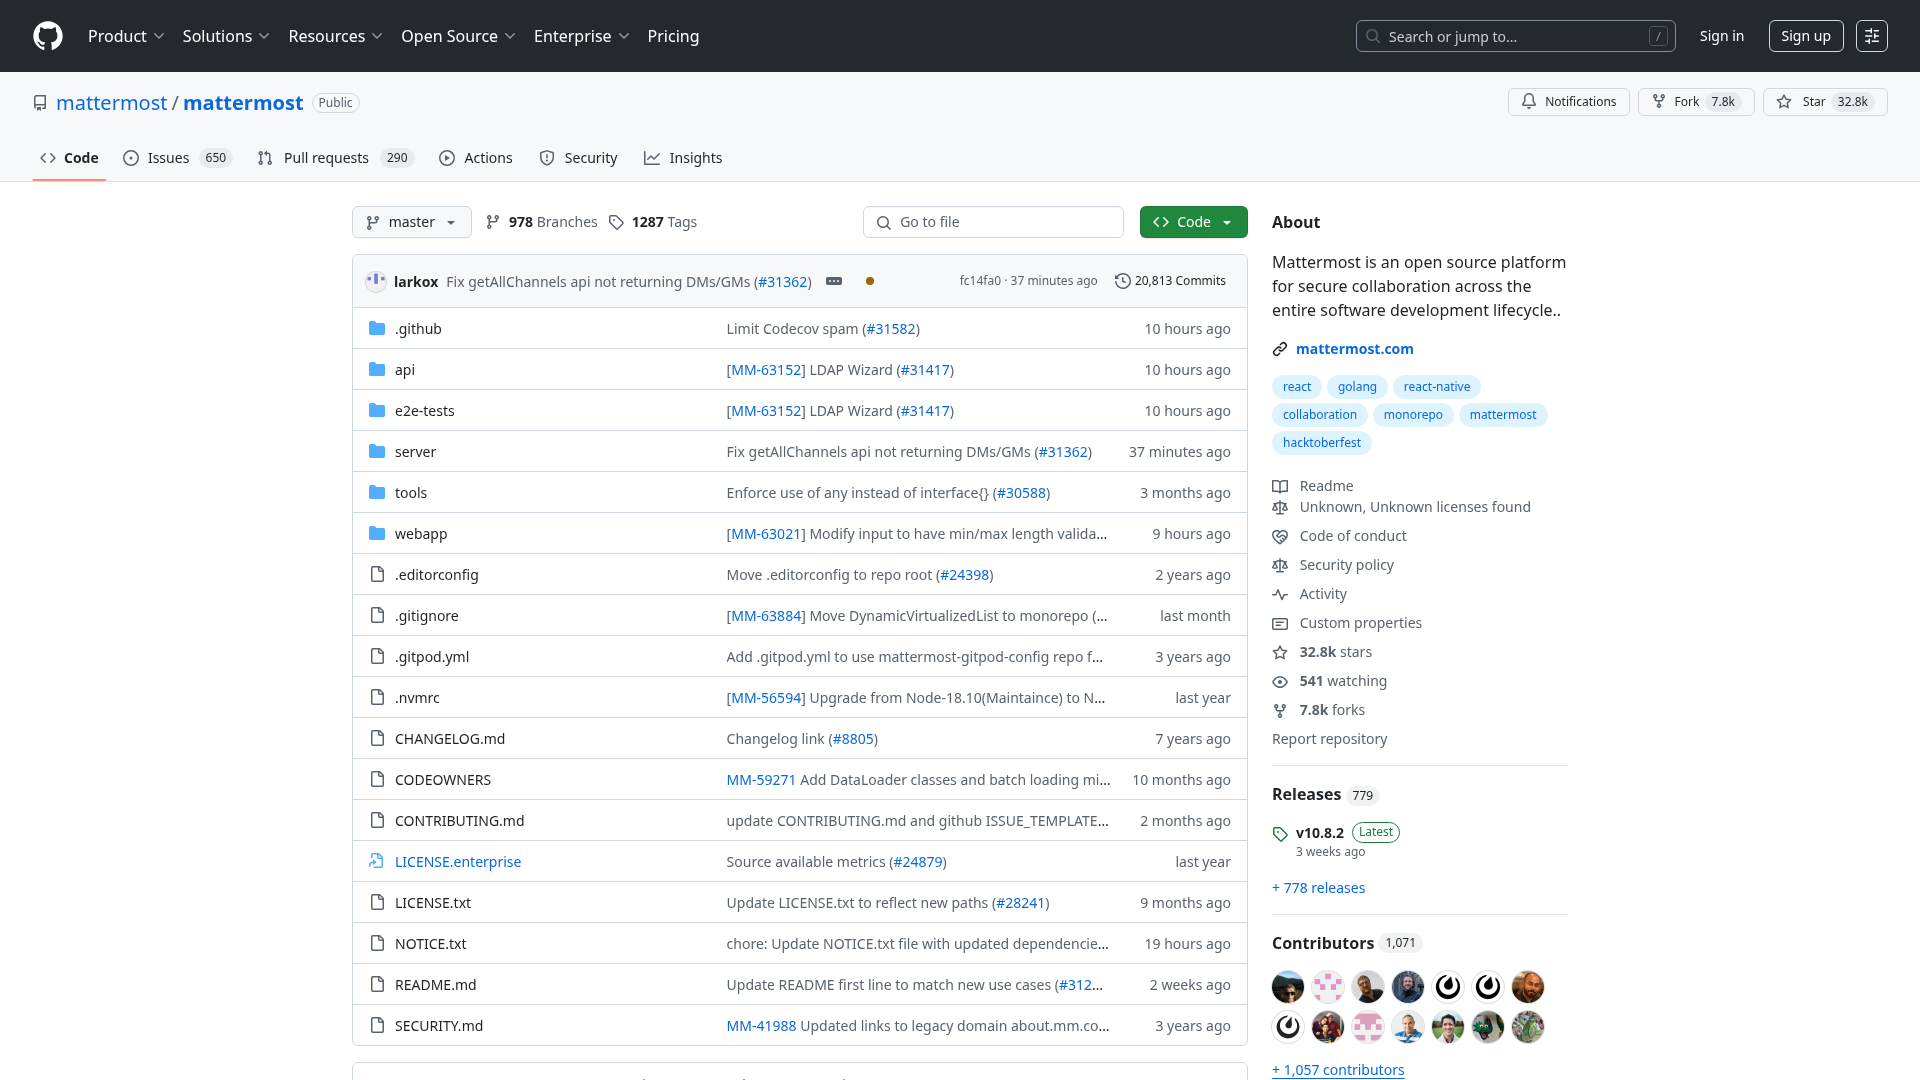 Product Solutions Resources Open Source Enterprise Pricing Search or jump to... / Sign in Sign up
mattermost / mattermost Public Notifications Fork 7.8k Star 32.8k
Code Issues 650 Pull requests 290 Actions Security Insights
master 978 Branches 1287 Tags Go to file Code
larkox Fix getAllChannels api not returning DMs/GMs (#31362) fc14fa0 · 37 minutes ago 20,813 Commits
.github Limit Codecov spam (#31582) 10 hours ago
api [MM-63152] LDAP Wizard (#31417) 10 hours ago
e2e-tests [MM-63152] LDAP Wizard (#31417) 10 hours ago
server Fix getAllChannels api not returning DMs/GMs (#31362) 37 minutes ago
tools Enforce use of any instead of interface{} (#30588) 3 months ago
webapp [MM-63021] Modify input to have min/max length valida... 9 hours ago
.editorconfig Move .editorconfig to repo root (#24398) 2 years ago
.gitignore [MM-63884] Move DynamicVirtualizedList to monorepo (... last month
.gitpod.yml Add .gitpod.yml to use mattermost-gitpod-config repo f... 3 years ago
.nvmrc [MM-56594] Upgrade from Node-18.10(Maintaince) to N... last year
CHANGELOG.md Changelog link (#8805) 7 years ago
CODEOWNERS MM-59271 Add DataLoader classes and batch loading mi... 10 months ago
CONTRIBUTING.md update CONTRIBUTING.md and github ISSUE_TEMPLATE... 2 months ago
LICENSE.enterprise Source available metrics (#24879) last year
LICENSE.txt Update LICENSE.txt to reflect new paths (#28241) 9 months ago
NOTICE.txt chore: Update NOTICE.txt file with updated dependencie... 19 hours ago
README.md Update README first line to match new use cases (#312... 2 weeks ago
SECURITY.md MM-41988 Updated links to legacy domain about.mm.co... 3 years ago
About
Mattermost is an open source platform
for secure collaboration across the
entire software development lifecycle..
mattermost.com
react golang react-native
collaboration monorepo mattermost
hacktoberfest
Readme
Unknown, Unknown licenses found
Code of conduct
Security policy
Activity
Custom properties
32.8k stars
541 watching
7.8k forks
Report repository
Releases 779
v10.8.2 Latest
3 weeks ago
+ 778 releases
Contributors 1,071
+ 1,057 contributors